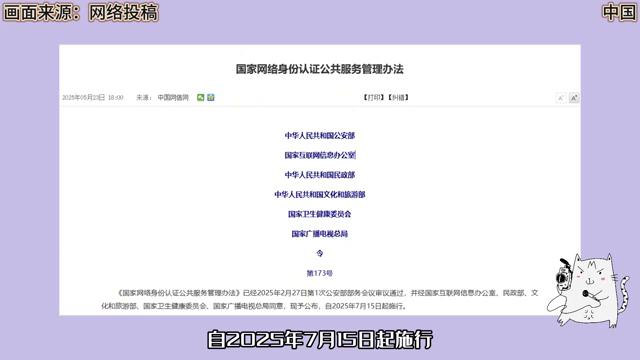 画面来源：网络投稿
中国
国家网络身份认证公共服务管理办法
2025年05月23日 18:00 来源： 中国网信网 【打印】【纠错】
中华人民共和国公安部
国家互联网信息办公室
中华人民共和国民政部
中华人民共和国文化和旅游部
国家卫生健康委员会
国家广播电视总局
令
第173号
《国家网络身份认证公共服务管理办法》已经2025年2月27日第1次公安部部务会议审议通过，并经国家互联网信息办公室、民政部、文
化和旅游部、国家卫生健康委员会、国家广播电视总局同意，现予公布，自2025年7月15日起施行。
自2025年7月15日起施行